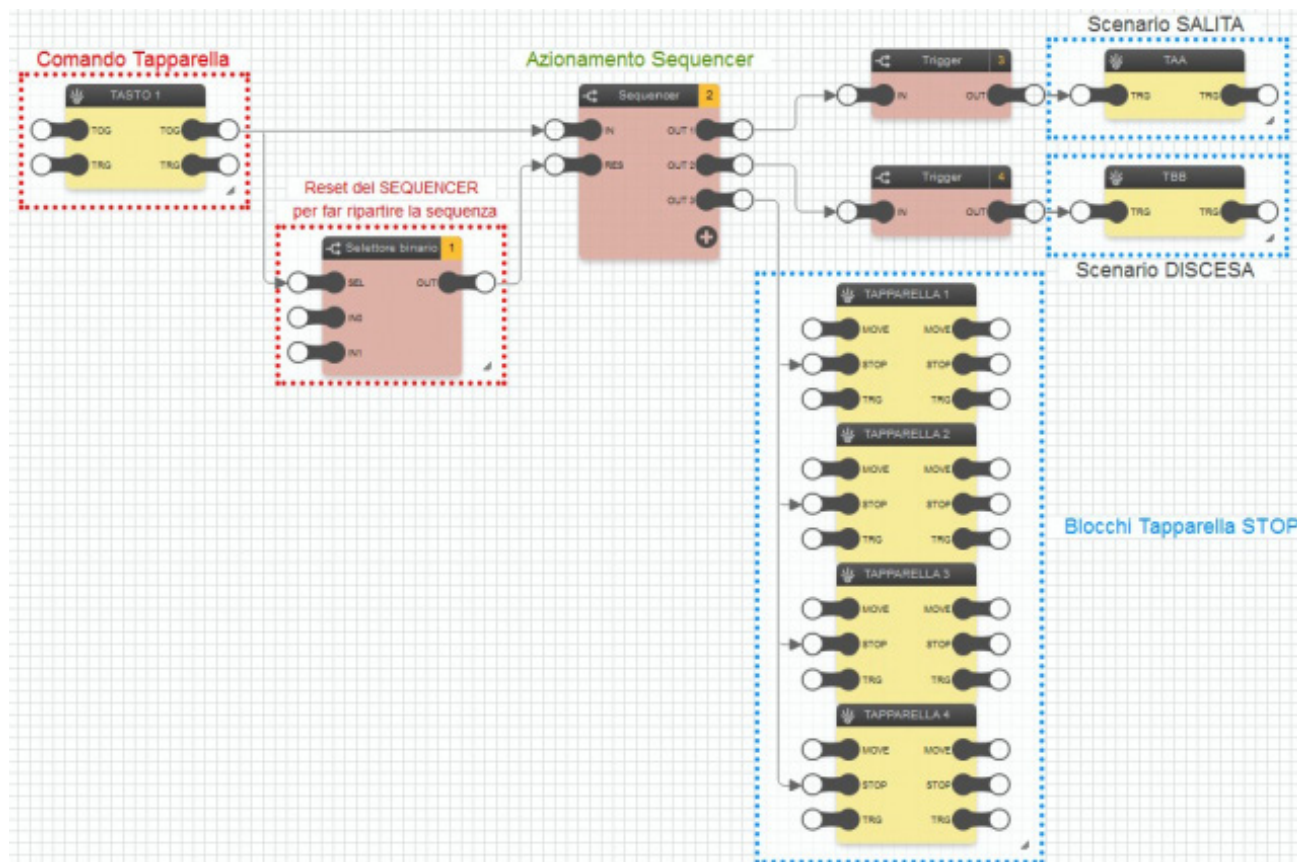 Scenario SALITA
Comando Tapparella
Azionamento Sequencer
TASTO 1
TOG TOG
TRG TRG
Sequencer 2
IN OUT 1
RES OUT 2
OUT 3
Trigger 3
IN OUT
TAA
TRG TRG
Trigger 4
IN OUT
TBB
TRG TRG
Scenario DISCESA
Reset del SEQUENCER
per far ripartire la sequenza
Selettore binario 1
SEL OUT
IN0
IN1
TAPPARELLA 1
MOVE MOVE
STOP STOP
TRG TRG
TAPPARELLA 2
MOVE MOVE
STOP STOP
TRG TRG
Blocchi Tapparella STOP
TAPPARELLA 3
MOVE MOVE
STOP STOP
TRG TRG
TAPPARELLA 4
MOVE MOVE
STOP STOP
TRG TRG